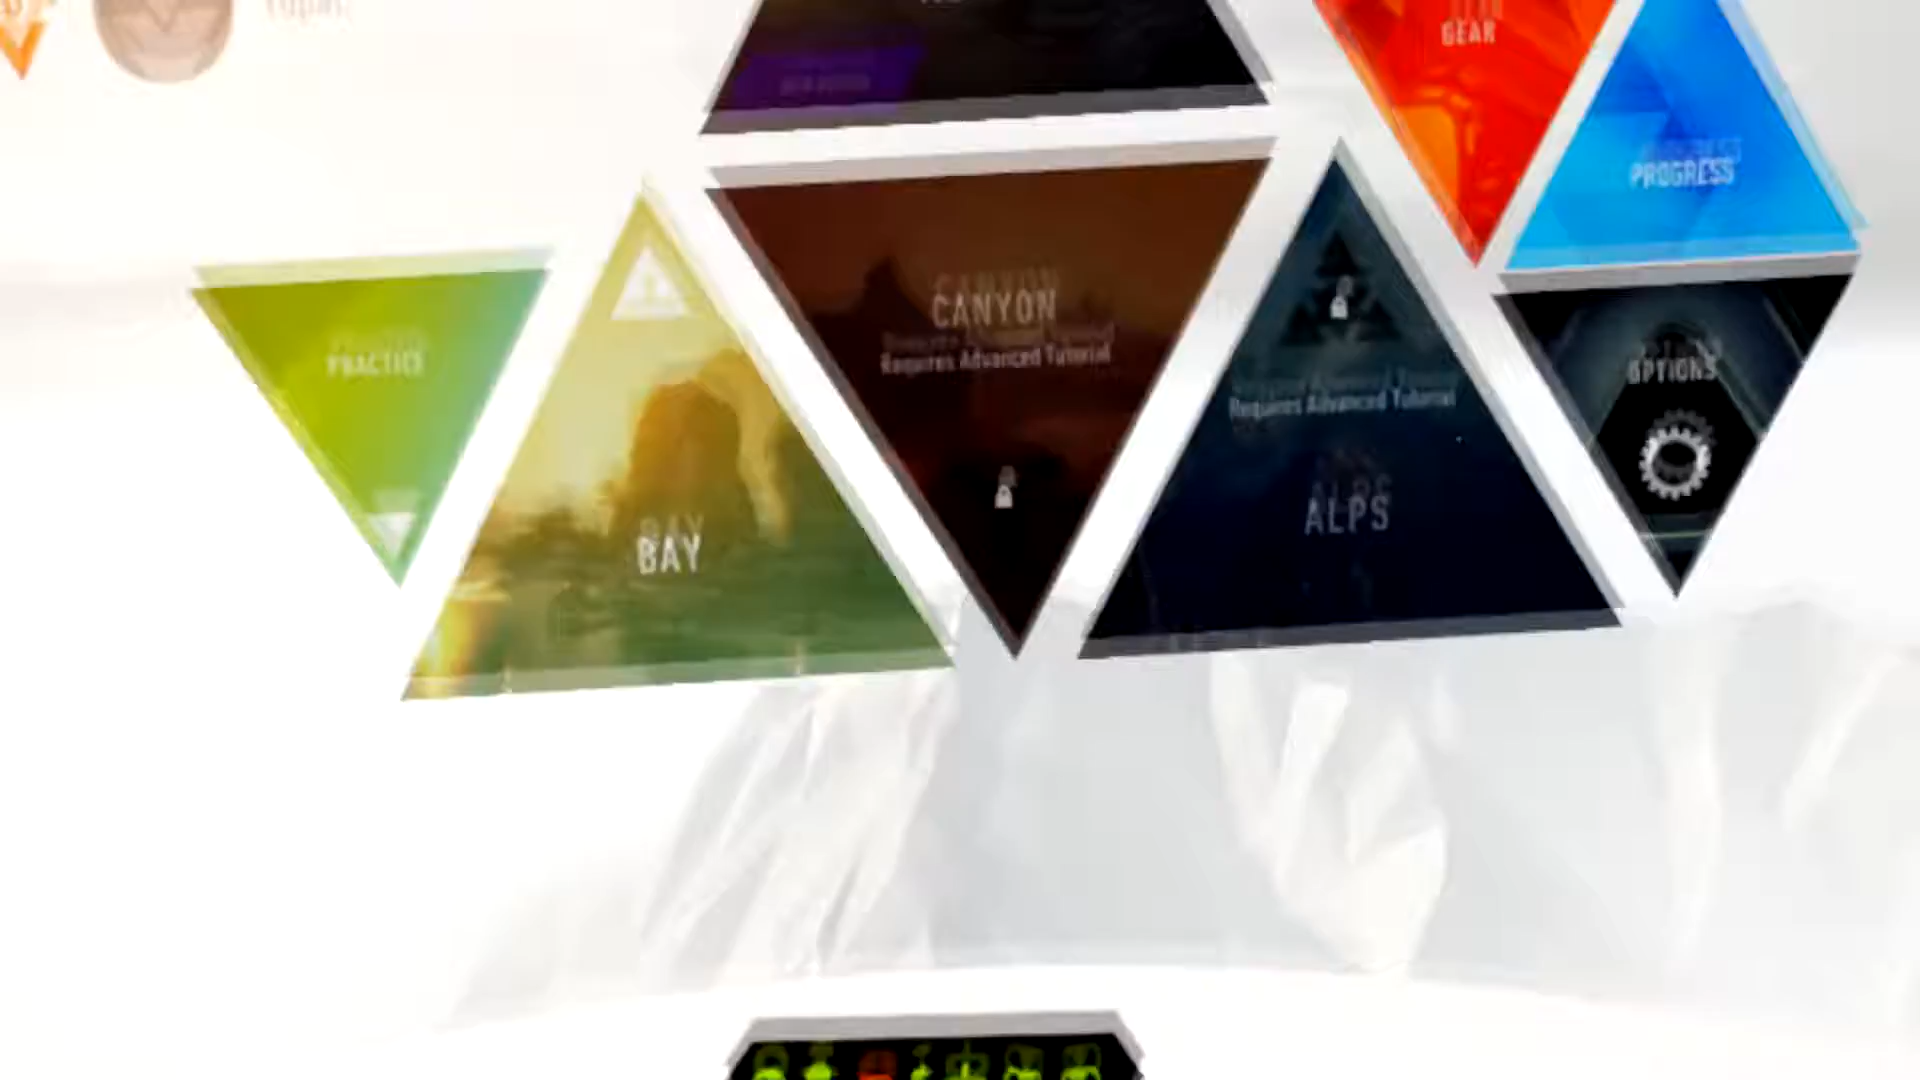 GEAR
PROGRESS
PRACTICE
CANYON
Requires Advanced Tutorial
OPTIONS
Requires Advanced Tutorial
ALPS
BAY